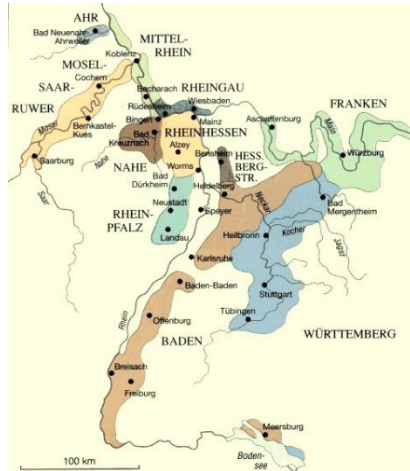 AHR
Bad Neuenahr-
Ahrweiler
MITTEL-
RHEIN
Koblenz
MOSEL-
SAAR-
RUWER
Cochem
Bacharach
RHEINGAU
Rüdesheim
Wiesbaden
FRANKEN
Mosel
Bingen
Mainz
Aschaffenburg
Main
Bernkastel-
Kues
Bad
Kreuznach
RHEINHESSEN
Alzey
Würzburg
Saarburg
Nahe
NAHE
Worms
Bensheim
HESS.
BERG-
STR.
Saar
Bad
Dürkheim
Heidelberg
Neckar
Bad
Mergentheim
RHEIN-
PFALZ
Neustadt
Speyer
Heilbronn
Kocher
Jagst
Landau
Karlsruhe
Baden-Baden
Stuttgart
Rhein
Offenburg
Tübingen
BADEN
WÜRTTEMBERG
Breisach
Freiburg
Meersburg
Boden-
see
100 km